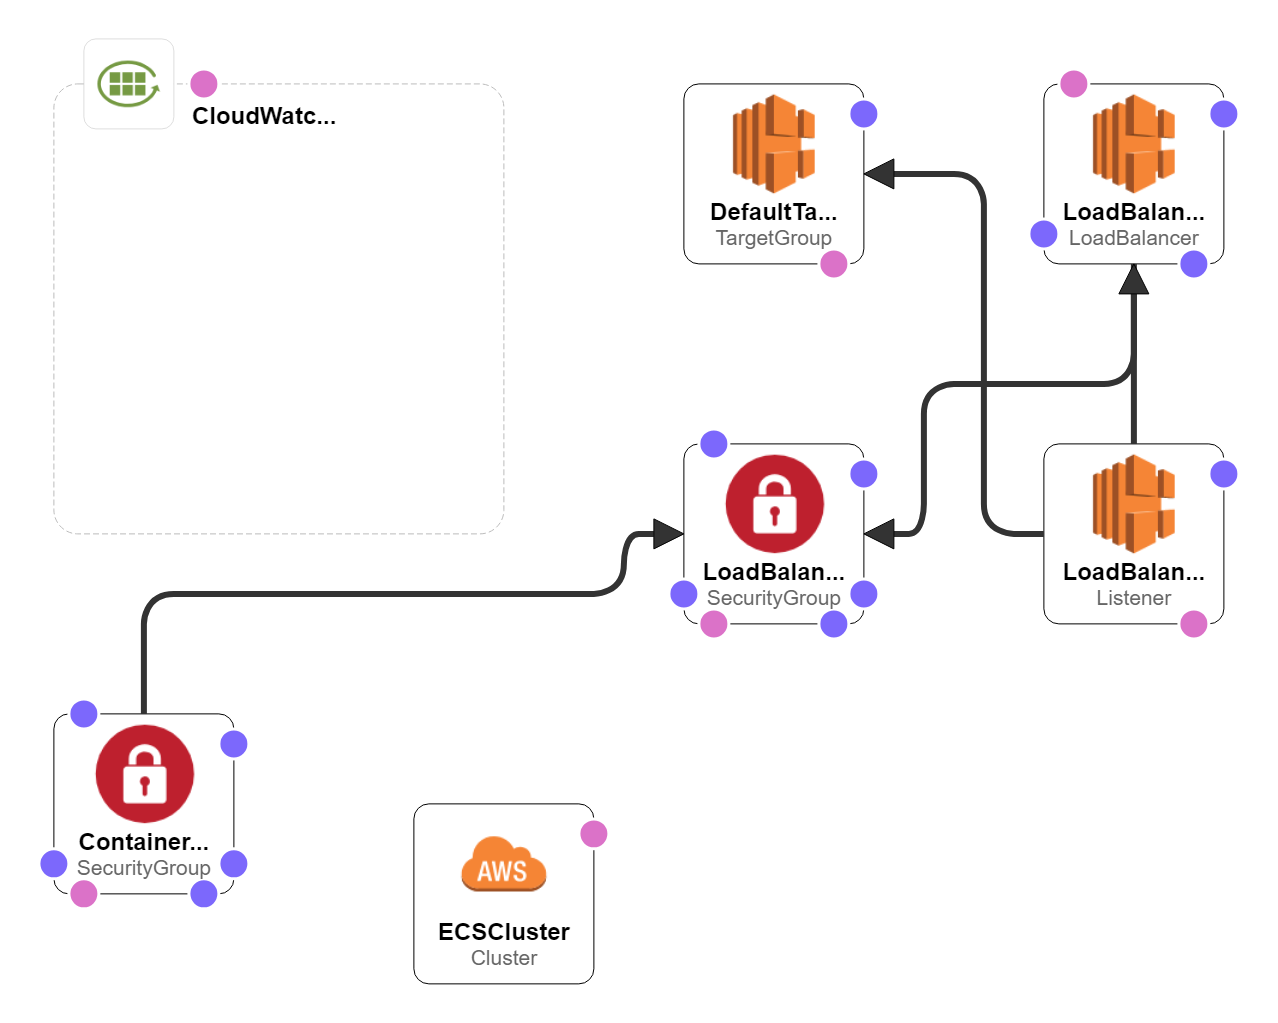 CloudWatc...
DefaultTa...
TargetGroup
LoadBalan...
LoadBalancer
LoadBalan...
SecurityGroup
LoadBalan...
Listener
Container...
SecurityGroup
AWS
ECSCluster
Cluster